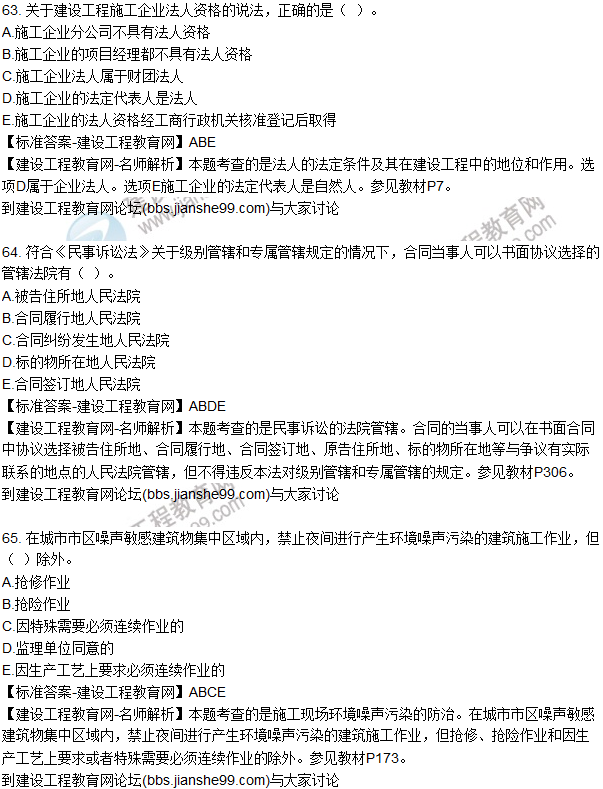 63. 关于建设工程施工企业法人资格的说法，正确的是（  ）。
A.施工企业分公司不具有法人资格
B.施工企业的项目经理部不具有法人资格
C.施工企业法人属于财团法人
D.施工企业的法定代表人是法人
E.施工企业的法人资格经工商行政机关核准登记后取得
【标准答案-建设工程教育网】ABE
【建设工程教育网-名师解析】本题考查的是法人的法定条件及其在建设工程中的地位和作用。选
项D属于企业法人。选项E施工企业的法定代表人是自然人。参见教材P7。
到建设工程教育网论坛(bbs.jianshe99.com)与大家讨论
64. 符合《民事诉讼法》关于级别管辖和专属管辖规定的情况下，合同当事人可以书面协议选择的
管辖法院有（  ）。
A.被告住所地人民法院
B.合同履行地人民法院
C.合同纠纷发生地人民法院
D.标的物所在地人民法院
E.合同签订地人民法院
【标准答案-建设工程教育网】ABDE
【建设工程教育网-名师解析】本题考查的是民事诉讼的法院管辖。合同的当事人可以在书面合同
中协议选择被告住所地、合同履行地、合同签订地、原告住所地、标的物所在地等与争议有实际
联系的地点的人民法院管辖，但不得违反本法对级别管辖和专属管辖的规定。参见教材P306。
到建设工程教育网论坛(bbs.jianshe99.com)与大家讨论
65. 在城市市区噪声敏感建筑物集中区域内，禁止夜间进行产生环境噪声污染的建筑施工作业，但
（  ）除外。
A.抢修作业
B.抢险作业
C.因特殊需要必须连续作业的
D.监理单位同意的
E.因生产工艺上要求必须连续作业的
【标准答案-建设工程教育网】ABCE
【建设工程教育网-名师解析】本题考查的是施工现场环境噪声污染的防治。在城市市区噪声敏感
建筑物集中区域内，禁止夜间进行产生环境噪声污染的建筑施工作业，但抢修、抢险作业和因生
产工艺上要求或者特殊需要必须连续作业的除外。参见教材P173。
到建设工程教育网论坛(bbs.jianshe99.com)与大家讨论